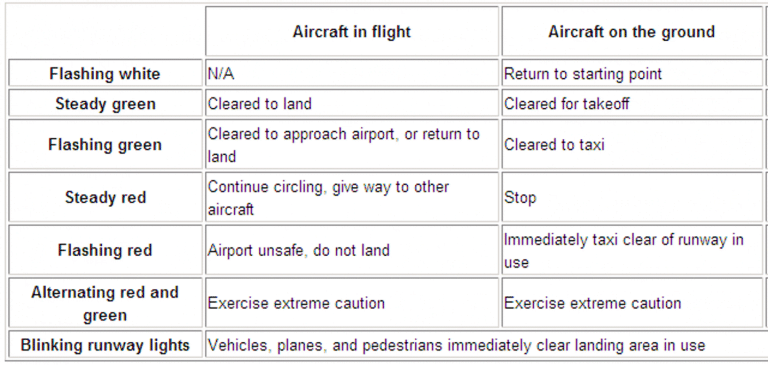 Aircraft in flight Aircraft on the ground
Flashing white N/A Return to starting point
Steady green Cleared to land Cleared for takeoff
Flashing green Cleared to approach airport, or return to land Cleared to taxi
Steady red Continue circling, give way to other aircraft Stop
Flashing red Airport unsafe, do not land Immediately taxi clear of runway in use
Alternating red and green Exercise extreme caution Exercise extreme caution
Blinking runway lights Vehicles, planes, and pedestrians immediately clear landing area in use